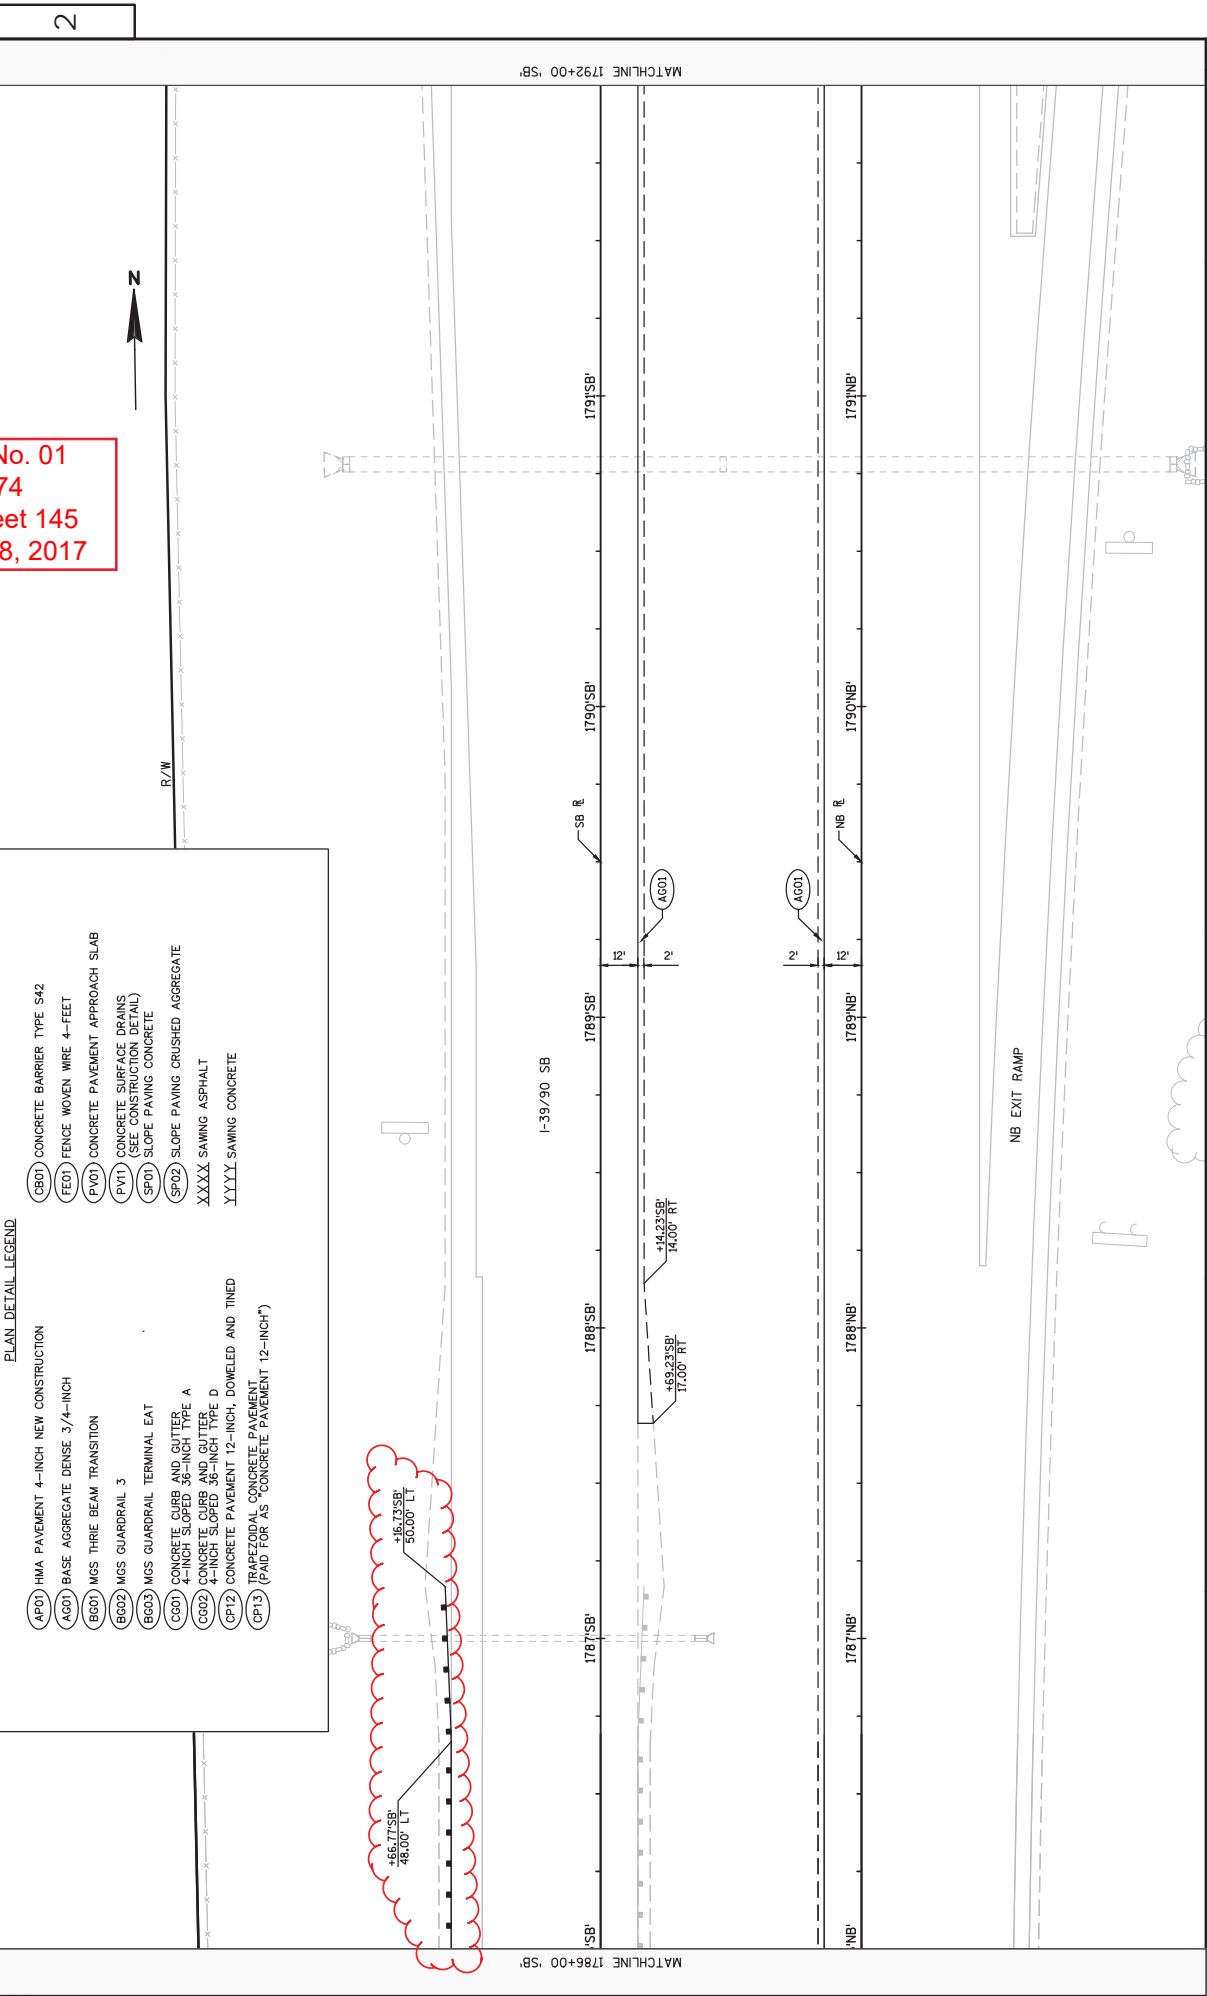 2
MATCHLINE 1792+00 'SB'
N
No. 01
74
eet 145
8, 2017
R/W
PLAN DETAIL LEGEND
AP01 HMA PAVEMENT 4-INCH NEW CONSTRUCTION
AG01 BASE AGGREGATE DENSE 3/4-INCH
BG01 MGS THRIE BEAM TRANSITION
BG02 MGS GUARDRAIL 3
BG03 MGS GUARDRAIL TERMINAL EAT
CG01 CONCRETE CURB AND GUTTER
4-INCH SLOPED 36-INCH TYPE A
CG02 CONCRETE CURB AND GUTTER
4-INCH SLOPED 36-INCH TYPE D
CP12 CONCRETE PAVEMENT 12-INCH, DOWELED AND TINED
CP13 TRAPEZOIDAL CONCRETE PAVEMENT
(PAID FOR AS "CONCRETE PAVEMENT 12-INCH")
CB01 CONCRETE BARRIER TYPE S42
FE01 FENCE WOVEN WIRE 4-FEET
PV01 CONCRETE PAVEMENT APPROACH SLAB
PV11 CONCRETE SURFACE DRAINS
(SEE CONSTRUCTION DETAIL)
SP01 SLOPE PAVING CONCRETE
SP02 SLOPE PAVING CRUSHED AGGREGATE
XXXX SAWING ASPHALT
YYYY SAWING CONCRETE
+66.77'SB'
48.00' LT
+16.73'SB'
50.00' LT
I-39/90 SB
'SB'
1787'SB'
1788'SB'
1789'SB'
1790'SB'
1791'SB'
SB RL
12'
2'
AG01
+69.23'SB'
17.00' RT
+14.23'SB'
14.00' RT
AG01
2'
12'
NB RL
'NB'
1787'NB'
1788'NB'
1789'NB'
1790'NB'
1791'NB'
NB EXIT RAMP
MATCHLINE 1786+00 'SB'